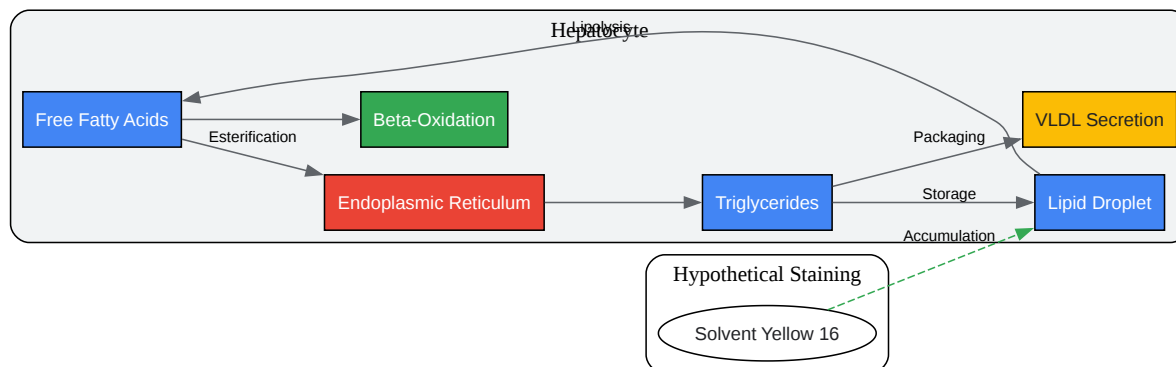 Lipolysis
Hepatocyte
Free Fatty Acids
Beta-Oxidation
VLDL Secretion
Esterification
Packaging
Endoplasmic Reticulum
Triglycerides
Storage
Lipid Droplet
Accumulation
Hypothetical Staining
Solvent Yellow 16